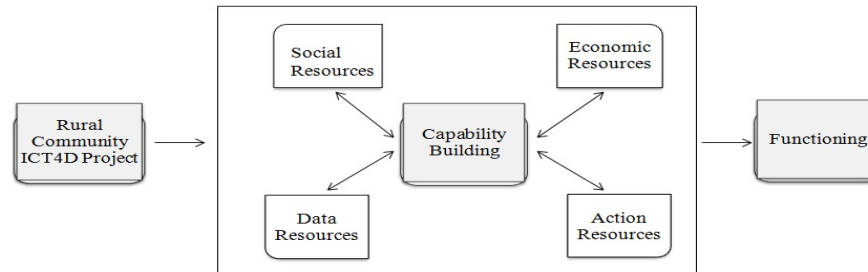 Social
Resources
Economic
Resources
Rural
Community
ICT4D Project
Capability
Building
Functioning
Data
Resources
Action
Resources